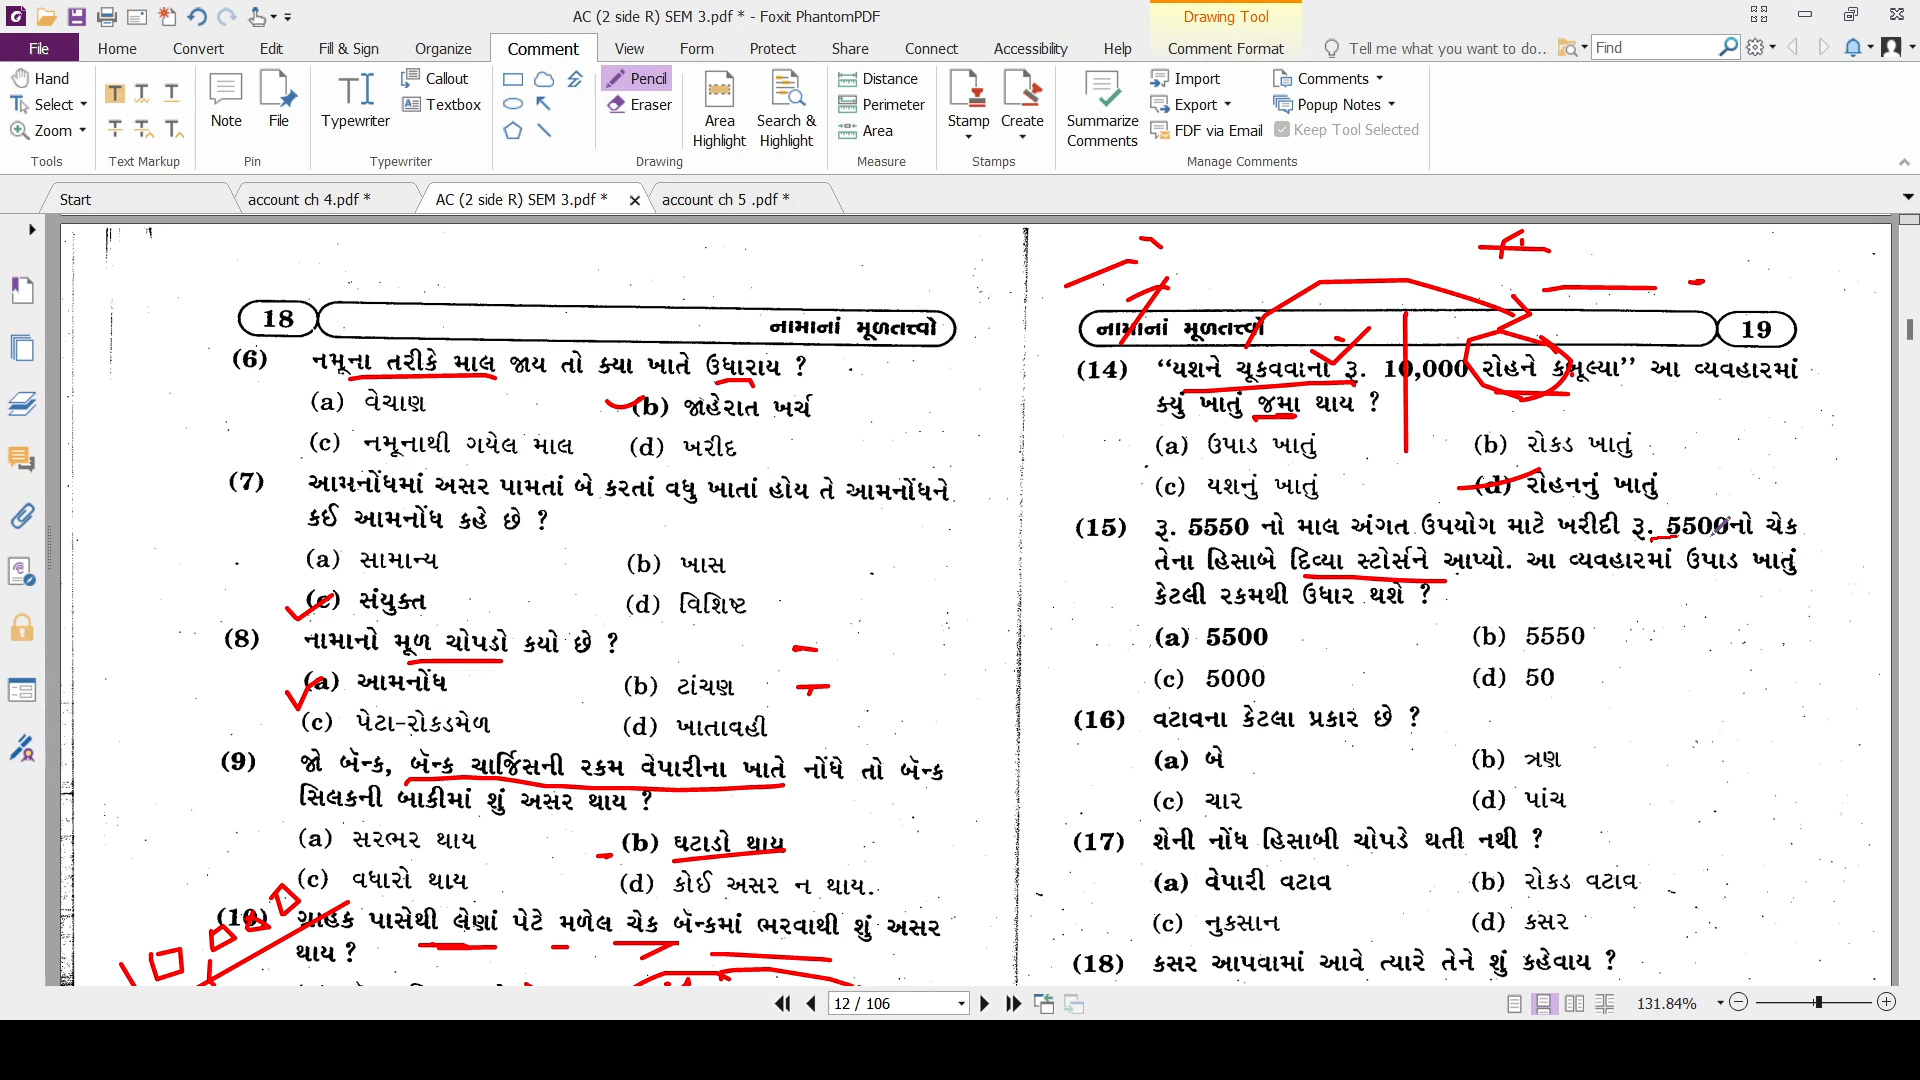 AC (2 side R) SEM 3.pdf * - Foxit PhantomPDF
Drawing Tool
File Home Convert Edit Fill & Sign Organize Comment View Form Protect Share Connect Accessibility Help Comment Format Tell me what you want to do... Find
Hand
Select
Zoom
Tools
Text Markup
Note
File
Pin
Typewriter
Callout
Textbox
Typewriter
Pencil
Eraser
Area Highlight
Search & Highlight
Drawing
Distance
Perimeter
Area
Measure
Stamp
Create
Stamps
Summarize Comments
Import
Export
FDF via Email
Comments
Popup Notes
Keep Tool Selected
Manage Comments
Start
account ch 4.pdf *
AC (2 side R) SEM 3.pdf *
account ch 5 .pdf *
18 નામાનાં મૂળતત્ત્વો
(6) નમૂના તરીકે માલ જાય તો ક્યા ખાતે ઉધારાય ?
(a) વેચાણ (b) જાહેરાત ખર્ચ
(c) નમૂનાથી ગયેલ માલ (d) ખરીદ
(7) આમનોંધમાં અસર પામતાં બે કરતાં વધુ ખાતાં હોય તે આમનોંધને
કઈ આમનોંધ કહે છે ?
(a) સામાન્ય (b) ખાસ
(c) સંયુક્ત (d) વિશિષ્ટ
(8) નામાનો મૂળ ચોપડો કયો છે ?
(a) આમનોંધ (b) ટાંચણ
(c) પેટા-રોકડમેળ (d) ખાતાવહી
(9) જો બૅન્ક, બૅન્ક ચાર્જિસની રકમ વેપારીના ખાતે નોંધે તો બૅન્ક
સિલકની બાકીમાં શું અસર થાય ?
(a) સરભર થાય (b) ઘટાડો થાય
(c) વધારો થાય (d) કોઈ અસર ન થાય.
(10) ગ્રાહક પાસેથી લેણાં પેટે મળેલ ચેક બૅન્કમાં ભરવાથી શું અસર
થાય ?
નામાનાં મૂળતત્ત્વો 19
(14) “યશને ચૂકવવાના રૂ. 10,000 રોહને કબૂલ્યા” આ વ્યવહારમાં
ક્યું ખાતું જમા થાય ?
(a) ઉપાડ ખાતું (b) રોકડ ખાતું
(c) યશનું ખાતું (d) રોહનનું ખાતું
(15) રૂ. 5550 નો માલ અંગત ઉપયોગ માટે ખરીદી રૂ. 5500નો ચેક
તેના હિસાબે દિવ્યા સ્ટોર્સને આપ્યો. આ વ્યવહારમાં ઉપાડ ખાતું
કેટલી રકમથી ઉધાર થશે ?
(a) 5500 (b) 5550
(c) 5000 (d) 50
(16) વટાવના કેટલા પ્રકાર છે ?
(a) બે (b) ત્રણ
(c) ચાર (d) પાંચ
(17) શેની નોંધ હિસાબી ચોપડે થતી નથી ?
(a) વેપારી વટાવ (b) રોકડ વટાવ
(c) નુકસાન (d) કસર
(18) કસર આપવામાં આવે ત્યારે તેને શું કહેવાય ?
12 / 106
131.84%